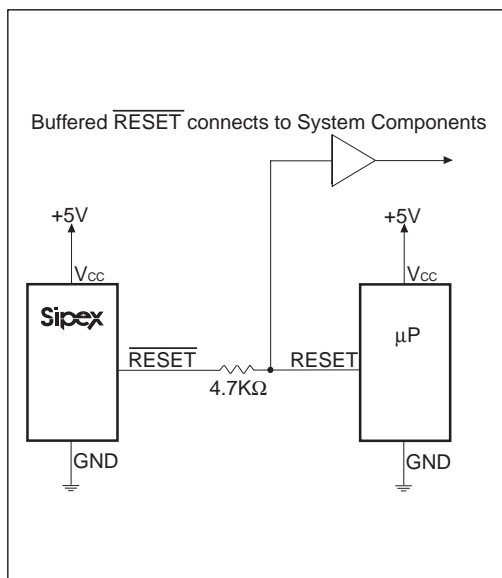 Buffered RESET connects to System Components
+5V
+5V
VCC
VCC
Sipex
μP
RESET
RESET
4.7KΩ
GND
GND